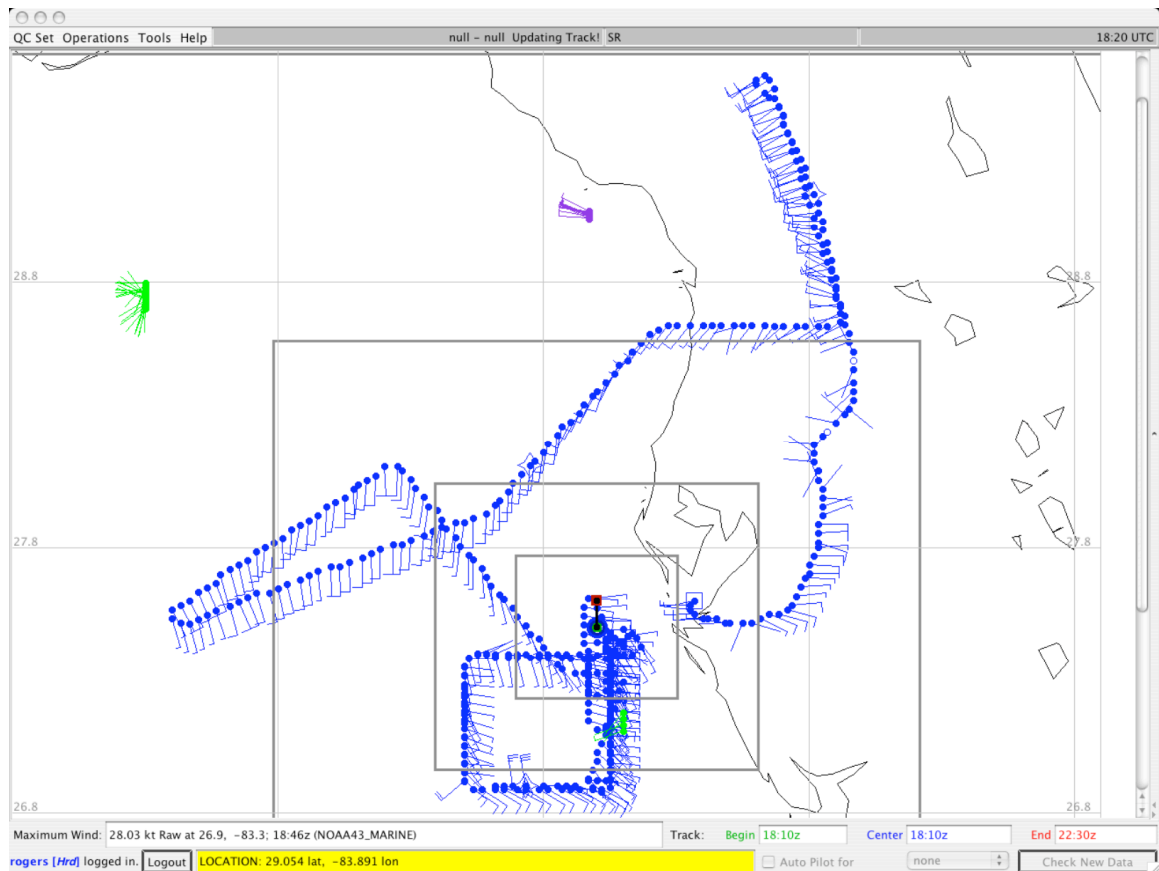 QC Set Operations Tools Help null - null Updating Track! SR 18:20 UTC
28.8 28.8
27.8 27.8
26.8 26.8
Maximum Wind: 28.03 kt Raw at 26.9, -83.3; 18:46z (NOAA43_MARINE) Track: Begin 18:10z Center 18:10z End 22:30z
rogers [Hrd] logged in. Logout LOCATION: 29.054 lat, -83.891 lon Auto Pilot for none Check New Data